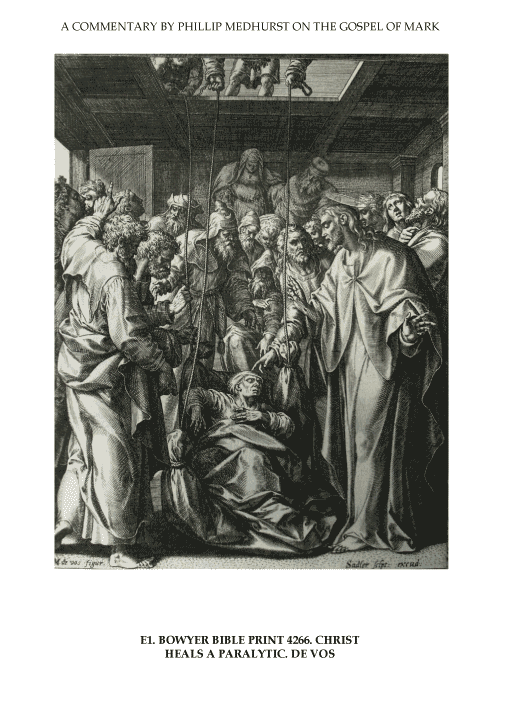 A COMMENTARY BY PHILLIP MEDHURST ON THE GOSPEL OF MARK
M de vos figur.
Sadler scpt. excud.
E1. BOWYER BIBLE PRINT 4266. CHRIST
HEALS A PARALYTIC. DE VOS